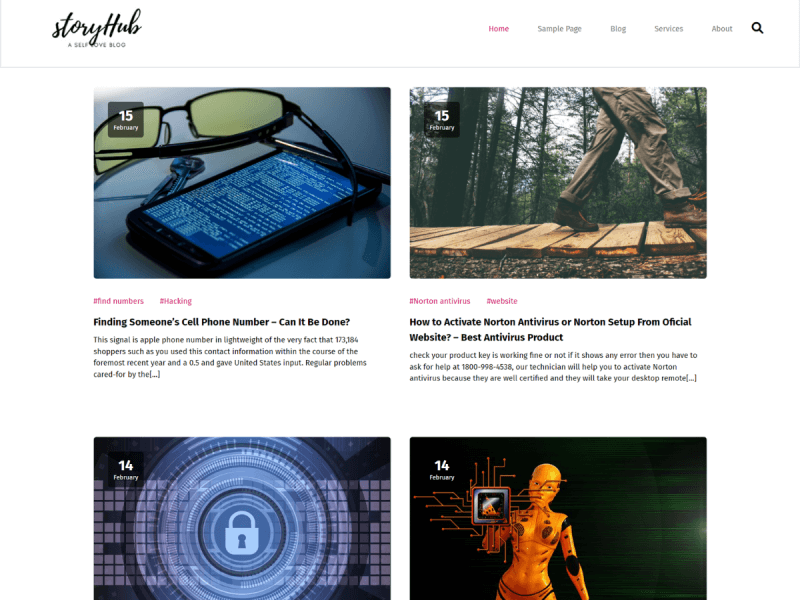 storyHub
A SELF LOVE BLOG
Home Sample Page Blog Services About
15
February
15
February
#find numbers #Hacking
Finding Someone's Cell Phone Number – Can It Be Done?
This signal is apple phone number in lightweight of the very fact that 173,184
shoppers such as you used this contact information within the course of the
foremost recent year and a 0.5 and gave United States input. Regular problems
cared-for by the[...]
#Norton antivirus #website
How to Activate Norton Antivirus or Norton Setup From Oficial
Website? – Best Antivirus Product
check your product key is working fine or not if it shows any error then you have to
ask for help at 1800-998-4538, our technician will help you to activate Norton
antivirus because they are well certified and they will take your desktop remote[...]
14
February
14
February